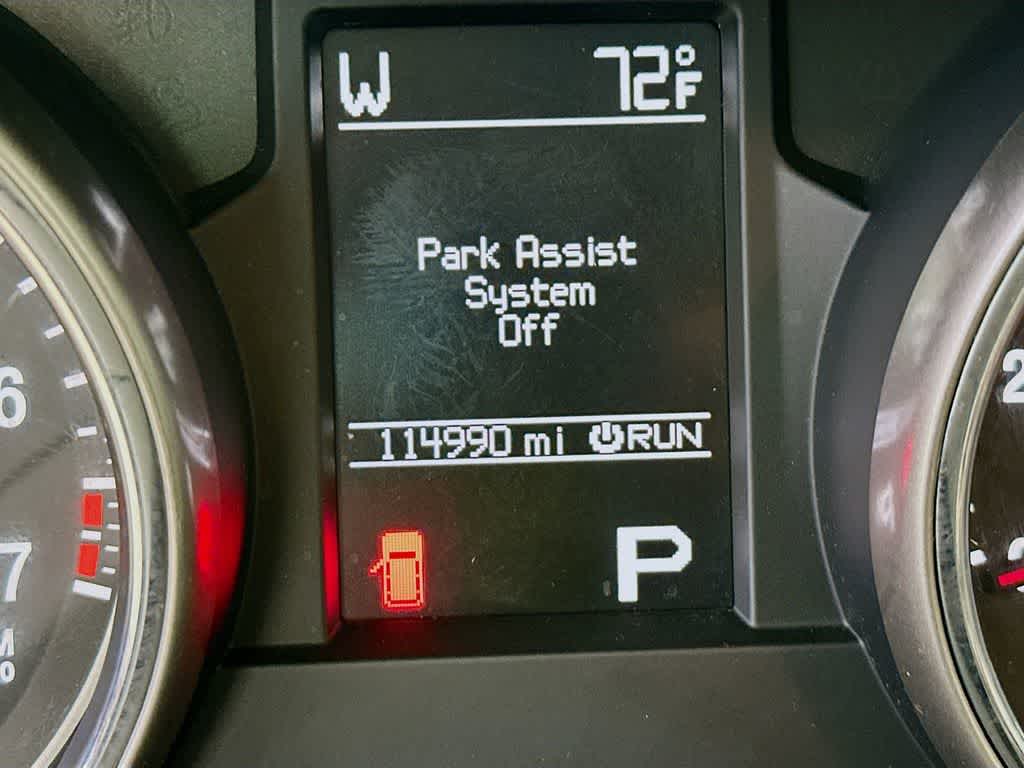 W 72°F
Park Assist
System
Off
114990 mi RUN
P
6
7